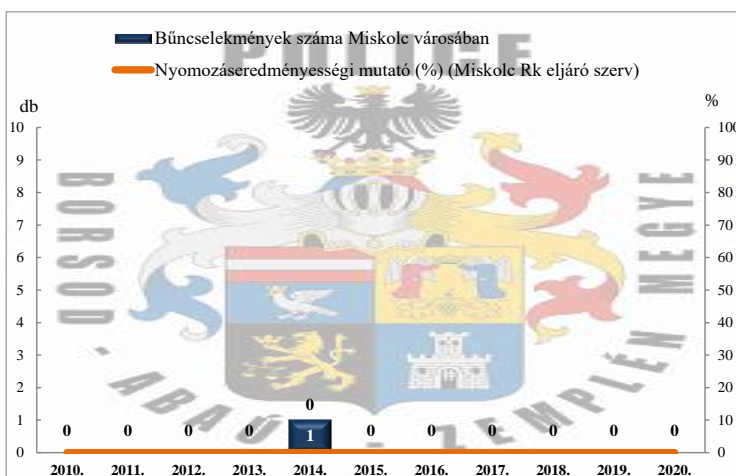 POLICE
Bűncselekmények száma Miskolc városában
Nyomozáseredményességi mutató (%) (Miskolc Rk eljáró szerv)
db %
10 100
9 90
8 80
7 70
6 60
5 50
4 40
3 30
2 20
1 10
0 0
0 0 0 0 0 0 0 0 0 0 0
1
2010. 2011. 2012. 2013. 2014. 2015. 2016. 2017. 2018. 2019. 2020.
BORSOD - ABAÚJ - ZEMPLÉN MEGYE